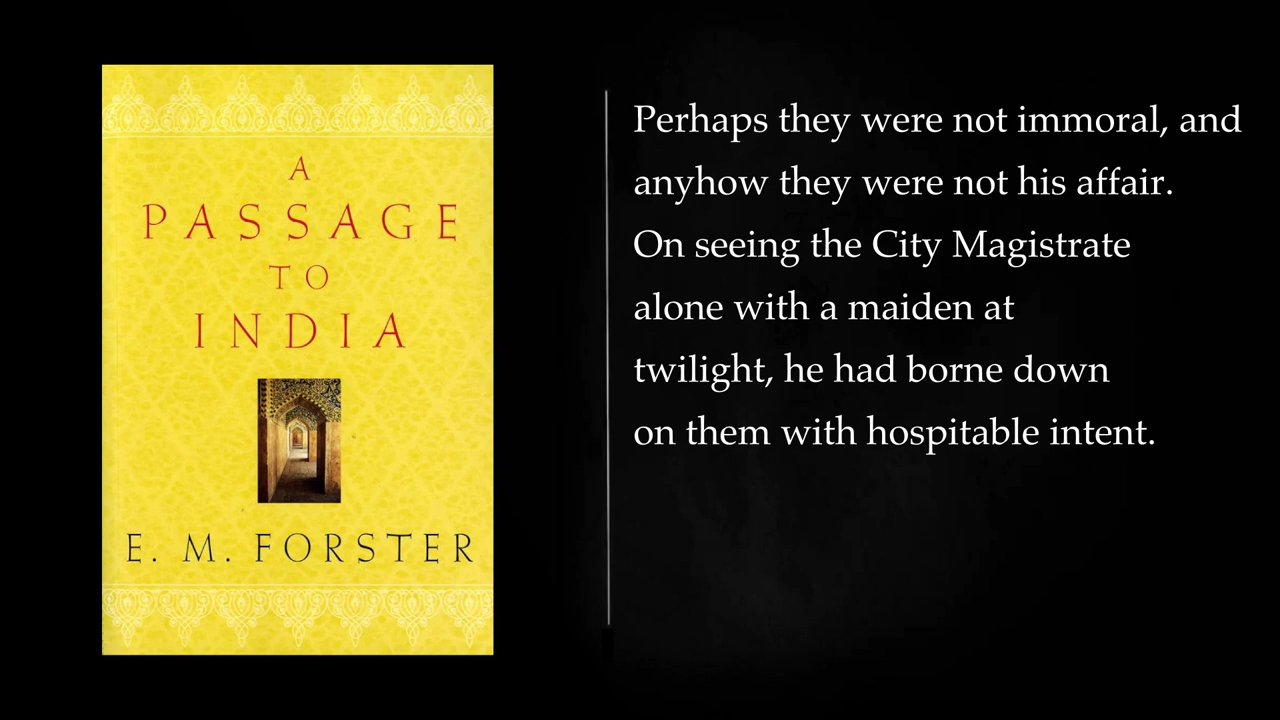 A
PASSAGE
TO
INDIA
E. M. FORSTER
Perhaps they were not immoral, and
anyhow they were not his affair.
On seeing the City Magistrate
alone with a maiden at
twilight, he had borne down
on them with hospitable intent.